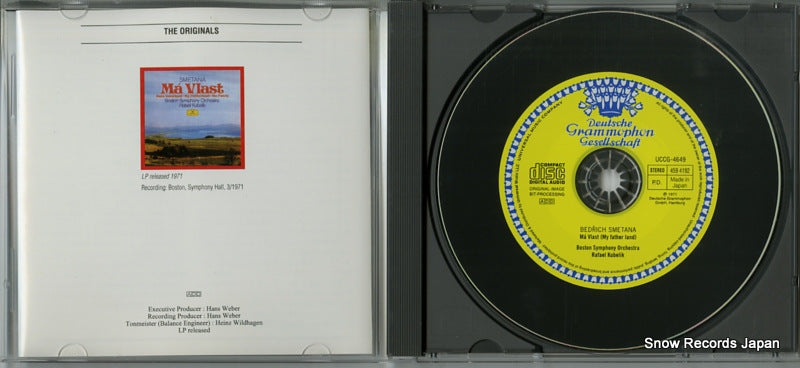 THE ORIGINALS
SMETANA
Má Vlast
Boston Symphony Orchestra
Rafael Kubelik
LP released 1971
Recording: Boston, Symphony Hall, 3/1971
ADD
Executive Producer : Hans Weber
Recording Producer : Hans Weber
Tonmeister (Balance Engineer) : Heinz Wildhagen
LP released
Deutsche
Grammophon
Gesellschaft
COMPACT
disc
DIGITAL AUDIO
ORIGINAL-IMAGE
BIT-PROCESSING
ADD
UCCG-4649
STEREO 459 4182
P.D. Made in
Japan
℗ 1971
Deutsche Grammophon
GmbH, Hamburg
BEDŘICH SMETANA
Má Vlast (My father land)
Boston Symphony Orchestra
Rafael Kubelik
Snow Records Japan